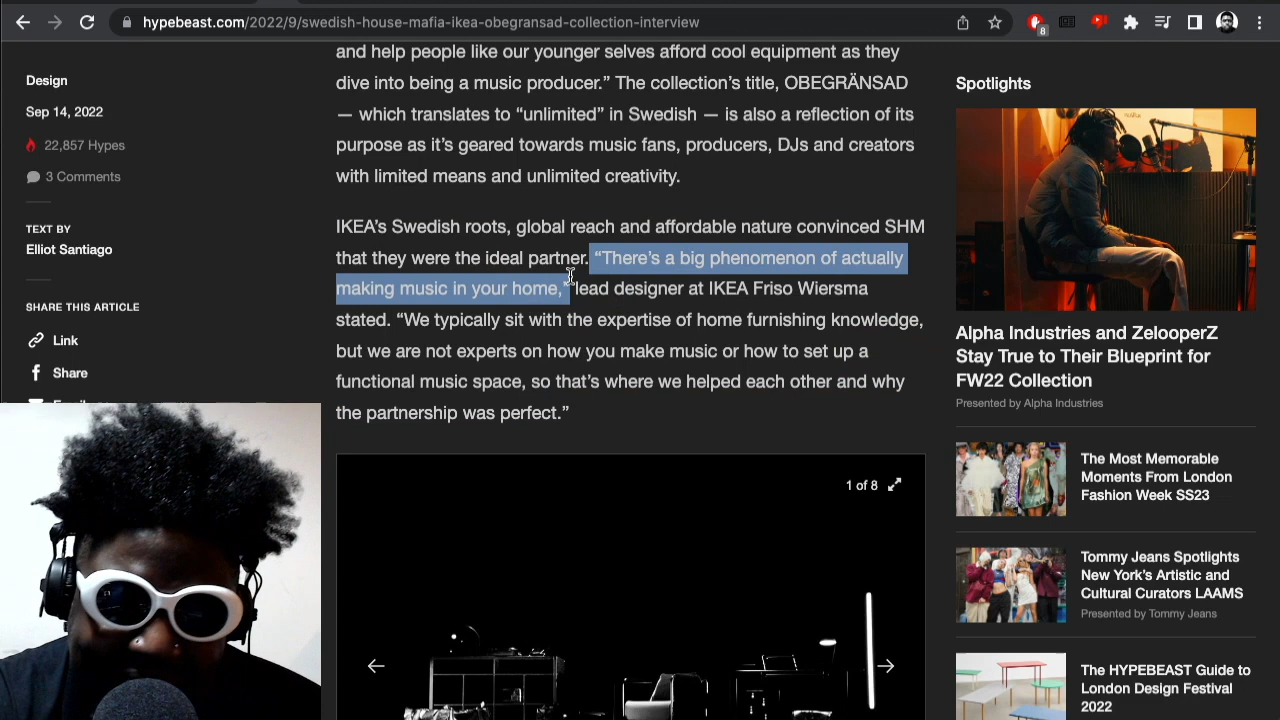 hypebeast.com/2022/9/swedish-house-mafia-ikea-obegransad-collection-interview
8
Design
Sep 14, 2022
22,857 Hypes
3 Comments
TEXT BY
Elliot Santiago
SHARE THIS ARTICLE
Link
Share
and help people like our younger selves afford cool equipment as they
dive into being a music producer.” The collection’s title, OBEGRÄNSAD
— which translates to “unlimited” in Swedish — is also a reflection of its
purpose as it’s geared towards music fans, producers, DJs and creators
with limited means and unlimited creativity.
IKEA’s Swedish roots, global reach and affordable nature convinced SHM
that they were the ideal partner. “There’s a big phenomenon of actually
making music in your home,” lead designer at IKEA Friso Wiersma
stated. “We typically sit with the expertise of home furnishing knowledge,
but we are not experts on how you make music or how to set up a
functional music space, so that’s where we helped each other and why
the partnership was perfect.”
1 of 8
Spotlights
Alpha Industries and ZelooperZ
Stay True to Their Blueprint for
FW22 Collection
Presented by Alpha Industries
The Most Memorable
Moments From London
Fashion Week SS23
Tommy Jeans Spotlights
New York’s Artistic and
Cultural Curators LAAMS
Presented by Tommy Jeans
The HYPEBEAST Guide to
London Design Festival
2022